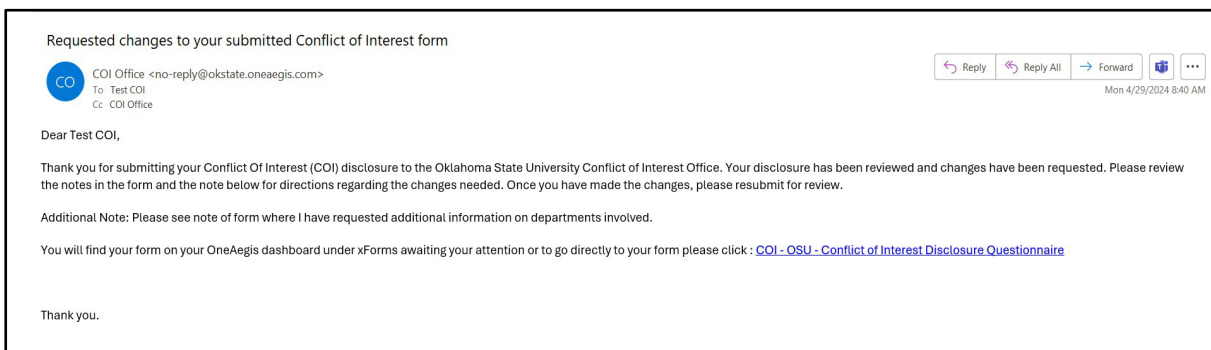 Requested changes to your submitted Conflict of Interest form
CO
COI Office <no-reply@okstate.oneaegis.com>
To Test COI
Cc COI Office
Reply
Reply All
Forward
Mon 4/29/2024 8:40 AM
Dear Test COI,
Thank you for submitting your Conflict Of Interest (COI) disclosure to the Oklahoma State University Conflict of Interest Office. Your disclosure has been reviewed and changes have been requested. Please review
the notes in the form and the note below for directions regarding the changes needed. Once you have made the changes, please resubmit for review.
Additional Note: Please see note of form where I have requested additional information on departments involved.
You will find your form on your OneAegis dashboard under xForms awaiting your attention or to go directly to your form please click : COI - OSU - Conflict of Interest Disclosure Questionnaire
Thank you.